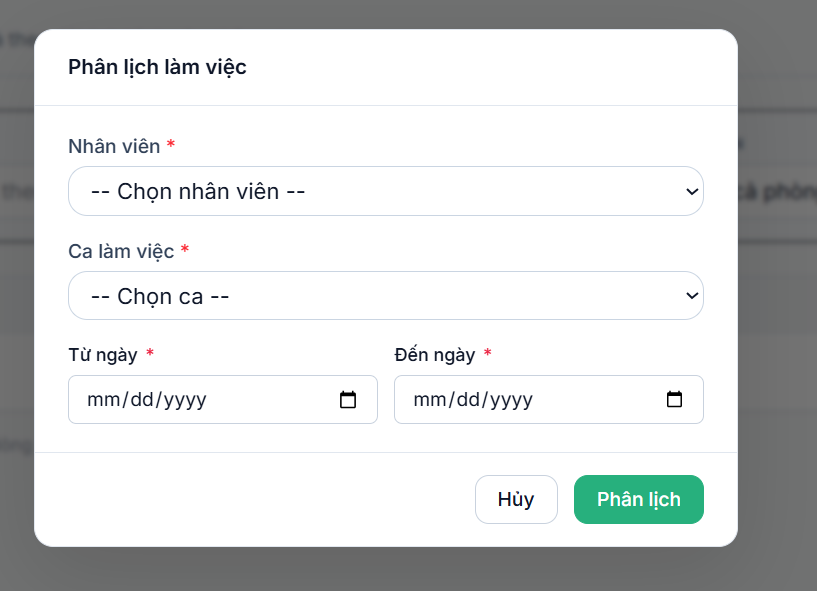 Phân lịch làm việc
Nhân viên *
-- Chọn nhân viên --
Ca làm việc *
-- Chọn ca --
Từ ngày * Đến ngày *
mm/dd/yyyy mm/dd/yyyy
Hủy Phân lịch